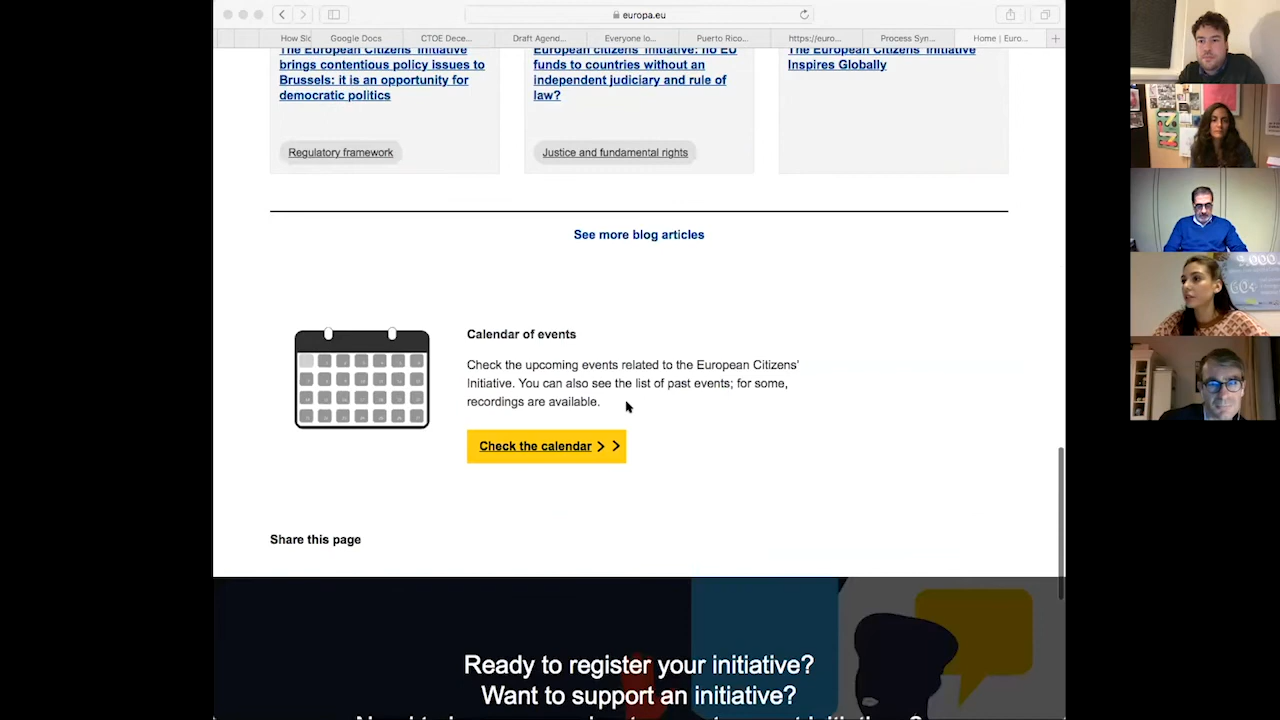 europa.eu
How Sl
Google Docs
CTOE Dece...
Draft Agend...
Everyone lo...
Puerto Rico...
https://euro...
Process Syn...
Home | Euro...
The European Citizens' Initiative
brings contentious policy issues to
Brussels: it is an opportunity for
democratic politics
Regulatory framework
European citizens' Initiative: no EU
funds to countries without an
independent judiciary and rule of
law?
Justice and fundamental rights
The European Citizens' Initiative
Inspires Globally
See more blog articles
Calendar of events
Check the upcoming events related to the European Citizens'
Initiative. You can also see the list of past events; for some,
recordings are available.
Check the calendar
Share this page
Ready to register your initiative?
Want to support an initiative?